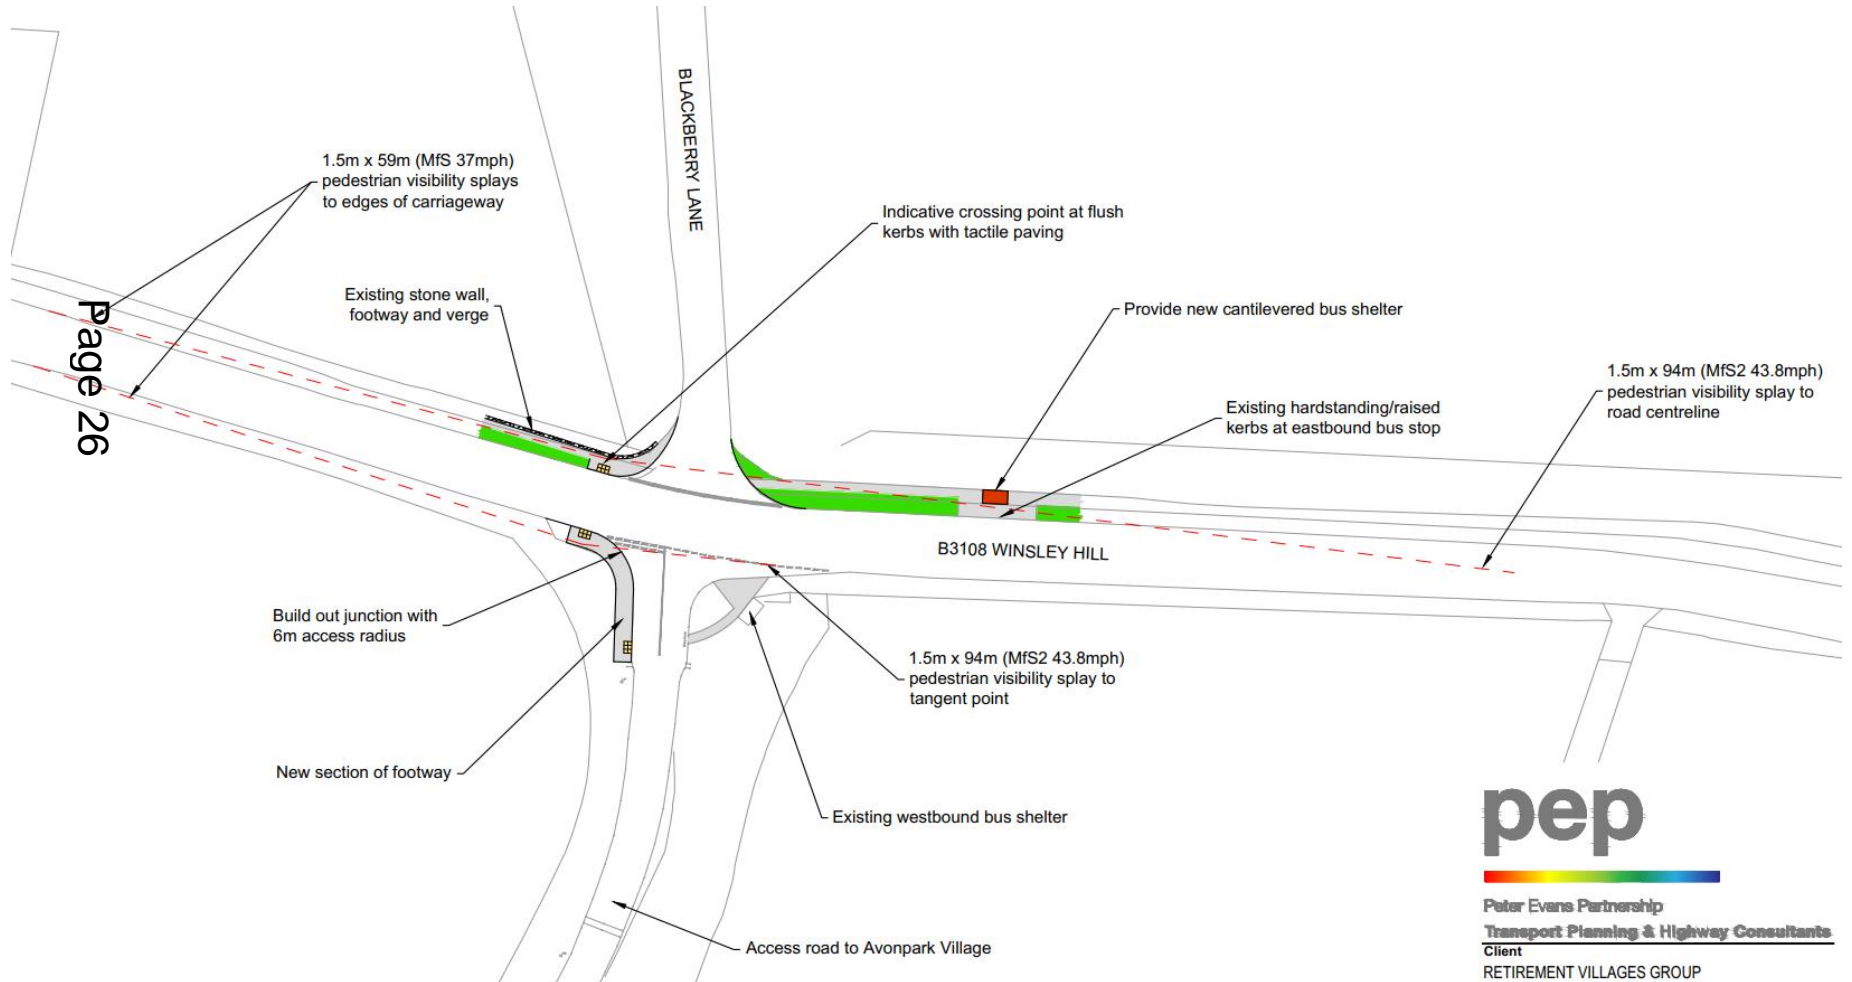 BLACKBERRY LANE
1.5m x 59m (MfS 37mph)
pedestrian visibility splays
to edges of carriageway
Indicative crossing point at flush
kerbs with tactile paving
Existing stone wall,
footway and verge
Provide new cantilevered bus shelter
Page 26
1.5m x 94m (MfS2 43.8mph)
pedestrian visibility splay to
road centreline
Existing hardstanding/raised
kerbs at eastbound bus stop
B3108 WINSLEY HILL
Build out junction with
6m access radius
1.5m x 94m (MfS2 43.8mph)
pedestrian visibility splay to
tangent point
New section of footway
Existing westbound bus shelter
Access road to Avonpark Village
pep
Peter Evans Partnership
Transport Planning & Highway Consultants
Client
RETIREMENT VILLAGES GROUP